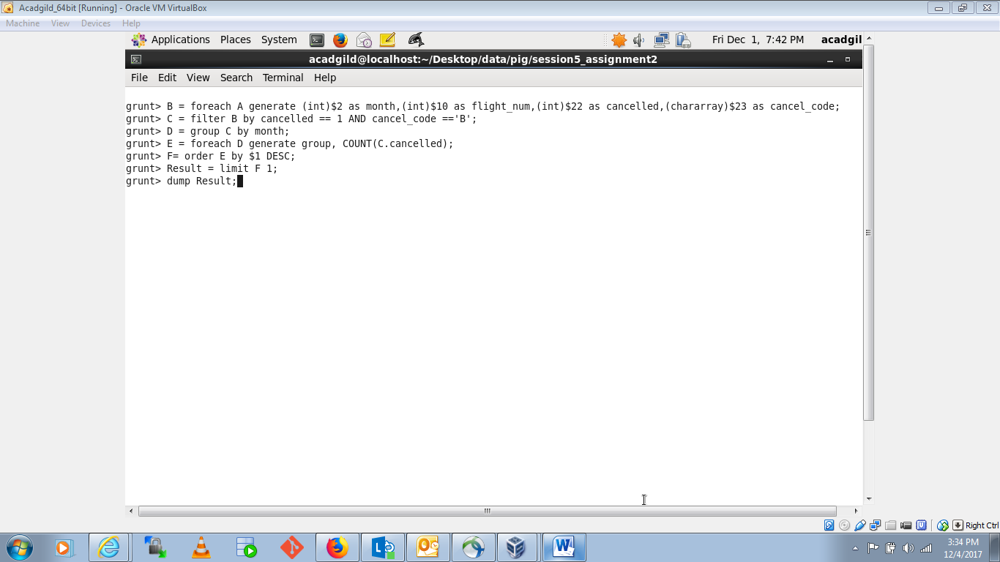 Acadgild_64bit [Running] - Oracle VM VirtualBox
Machine View Devices Help
Applications Places System Fri Dec 1, 7:42 PM acadgil
acadgild@localhost:~/Desktop/data/pig/session5_assignment2
File Edit View Search Terminal Help
grunt> B = foreach A generate (int)$2 as month,(int)$10 as flight_num,(int)$22 as cancelled,(chararray)$23 as cancel_code;
grunt> C = filter B by cancelled == 1 AND cancel_code =='B';
grunt> D = group C by month;
grunt> E = foreach D generate group, COUNT(C.cancelled);
grunt> F= order E by $1 DESC;
grunt> Result = limit F 1;
grunt> dump Result;
Right Ctrl
3:34 PM
12/4/2017